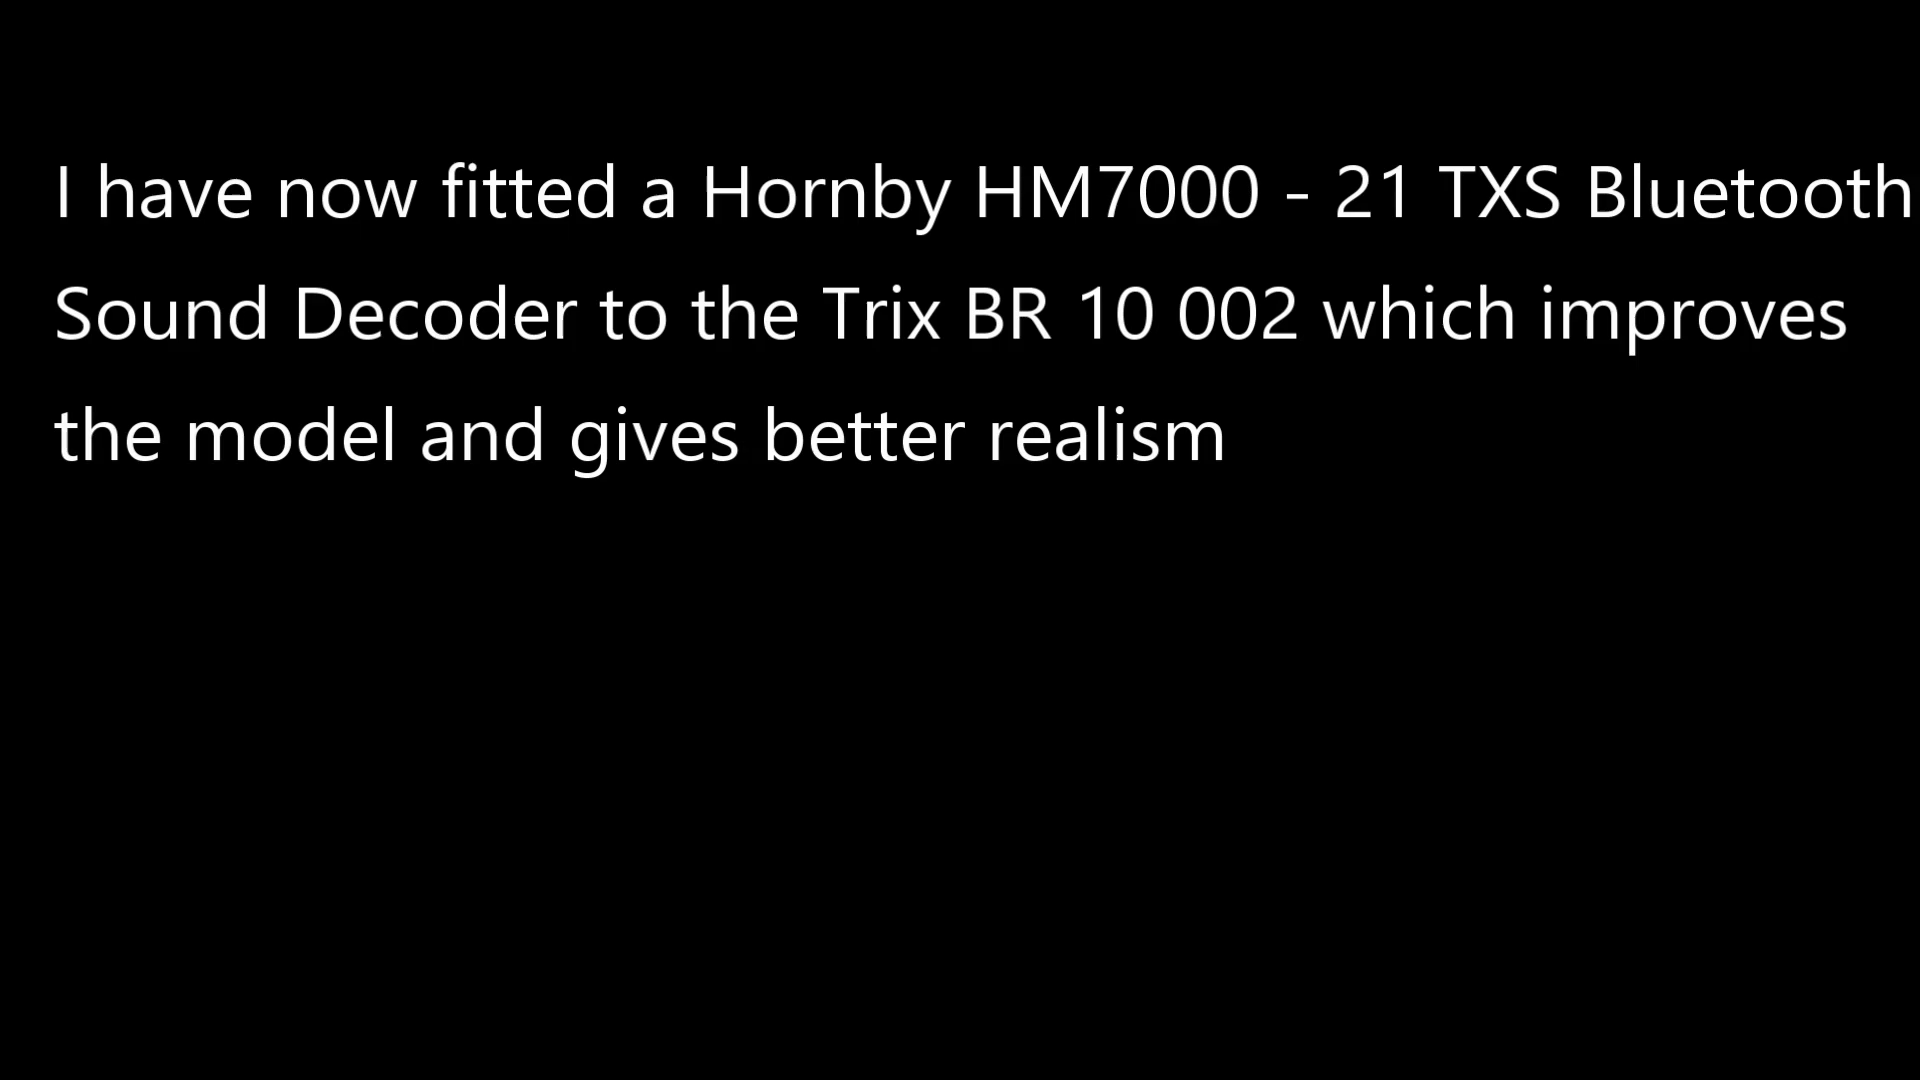 I have now fitted a Hornby HM7000 - 21 TXS Bluetooth
Sound Decoder to the Trix BR 10 002 which improves
the model and gives better realism